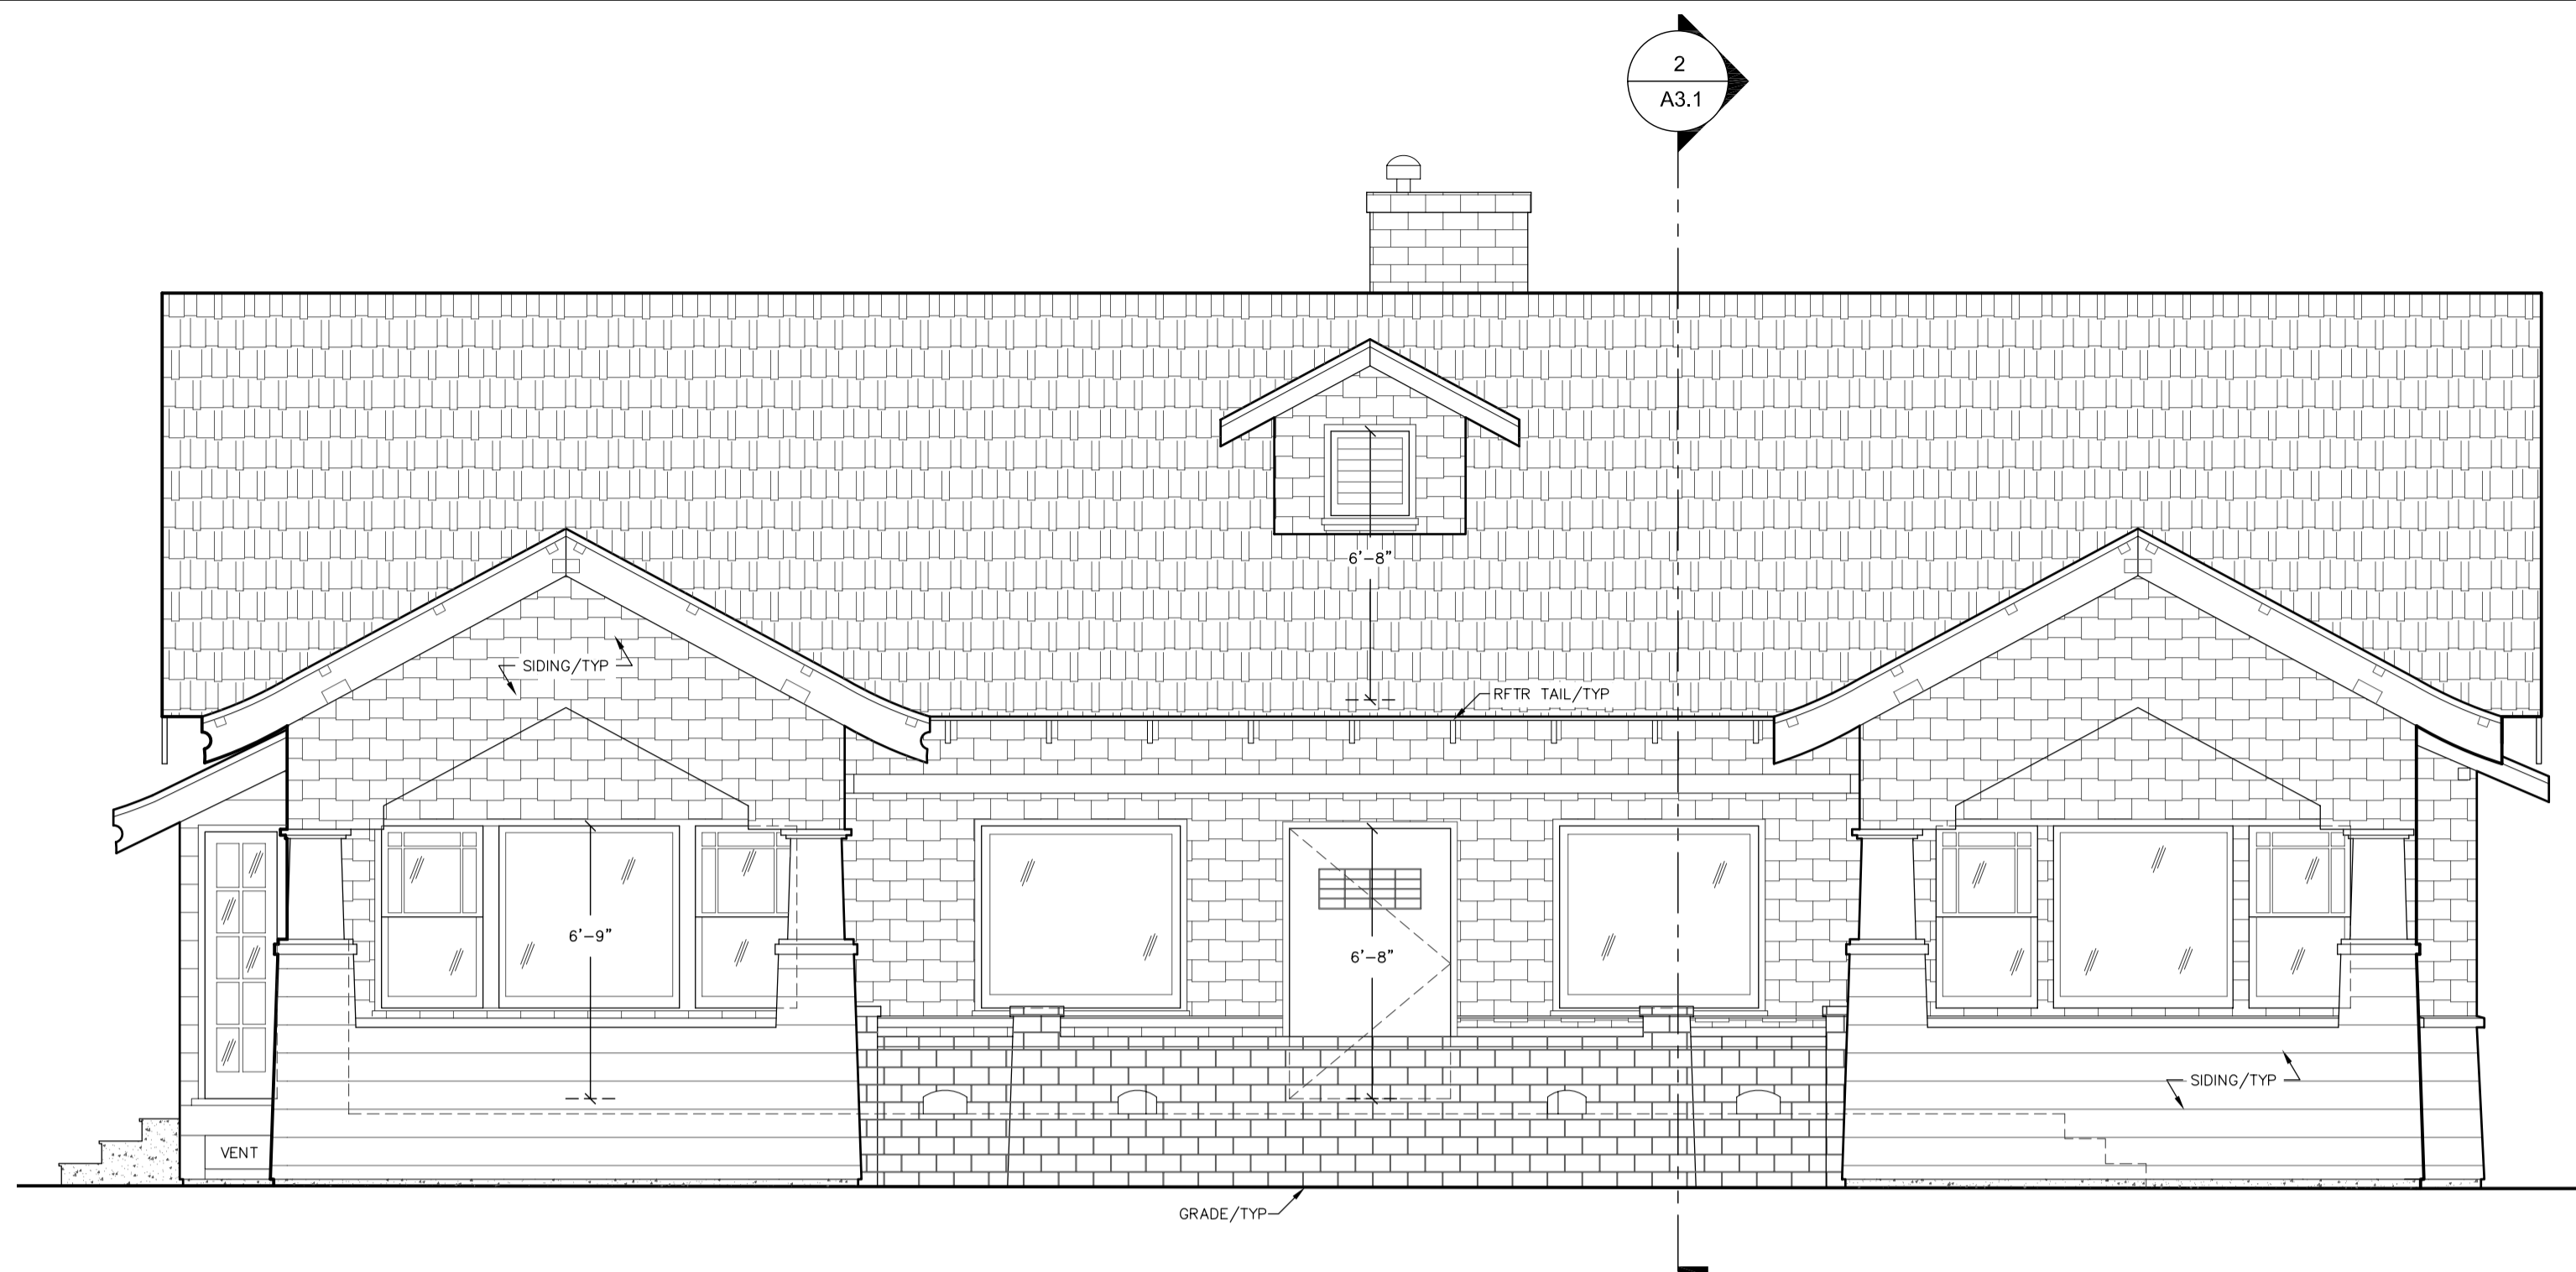 2
A3.1
6'-8"
SIDING/TYP
RFTR TAIL/TYP
6'-9"
6'-8"
SIDING/TYP
VENT
GRADE/TYP